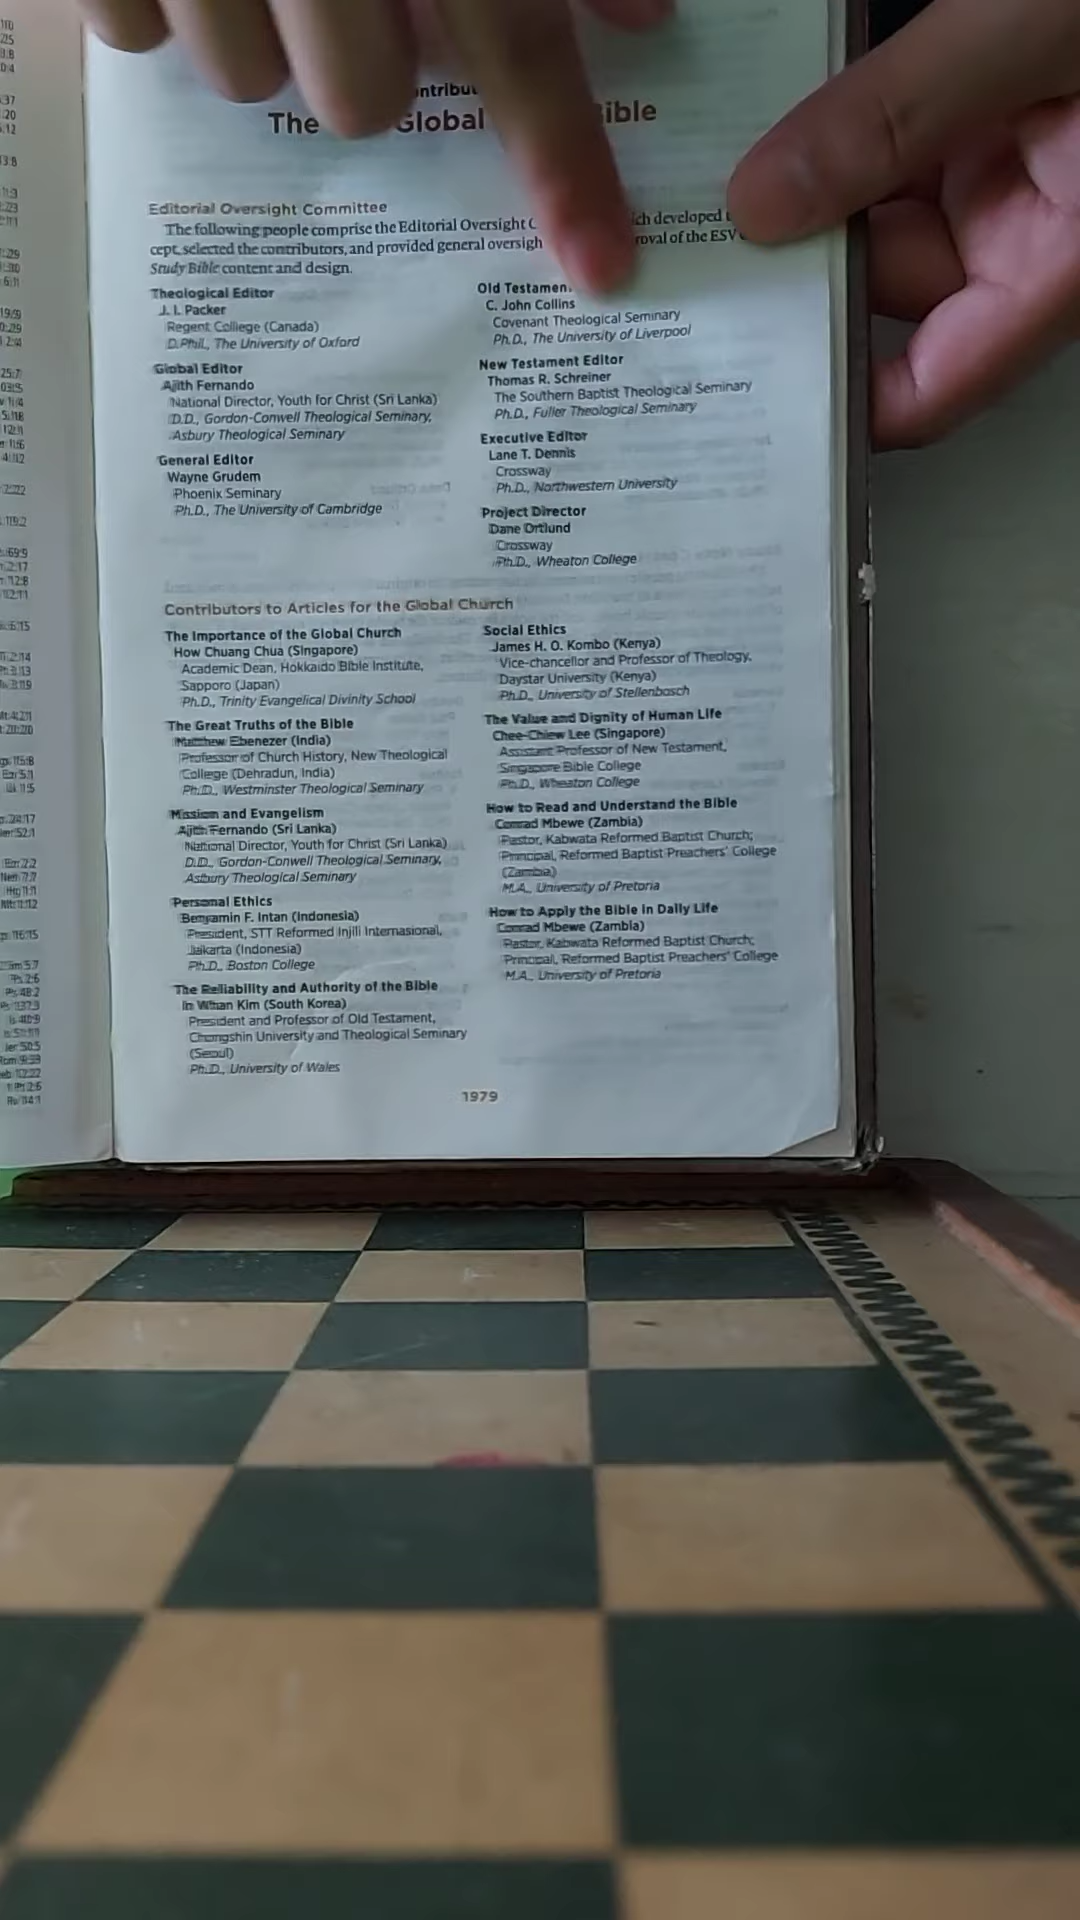 ntribu
The Global ible
Editorial Oversight Committee
The following people comprise the Editorial Oversight ich developed
cept, selected the contributors, and provided general oversigh roval of the ESV
Study Bible content and design.
Theological Editor
J. I. Packer
Regent College (Canada)
D.Phil., The University of Oxford
Global Editor
Ajith Fernando
National Director, Youth for Christ (Sri Lanka)
D.D., Gordon-Conwell Theological Seminary,
Asbury Theological Seminary
General Editor
Wayne Grudem
Phoenix Seminary
Ph.D., The University of Cambridge
Old Testamen
C. John Collins
Covenant Theological Seminary
Ph.D., The University of Liverpool
New Testament Editor
Thomas R. Schreiner
The Southern Baptist Theological Seminary
Ph.D., Fuller Theological Seminary
Executive Editor
Lane T. Dennis
Crossway
Ph.D., Northwestern University
Project Director
Dane Ortlund
Crossway
Ph.D., Wheaton College
Contributors to Articles for the Global Church
The Importance of the Global Church
How Chuang Chua (Singapore)
Academic Dean, Hokkaido Bible Institute,
Sapporo (Japan)
Ph.D., Trinity Evangelical Divinity School
The Great Truths of the Bible
Matthew Ebenezer (India)
Professor of Church History, New Theological
College (Dehradun, India)
Ph.D., Westminster Theological Seminary
Mission and Evangelism
Ajith Fernando (Sri Lanka)
National Director, Youth for Christ (Sri Lanka)
D.D., Gordon-Conwell Theological Seminary,
Asbury Theological Seminary
Personal Ethics
Benyamin F. Intan (Indonesia)
President, STT Reformed Injili Internasional,
Jakarta (Indonesia)
Ph.D., Boston College
The Reliability and Authority of the Bible
In Whan Kim (South Korea)
President and Professor of Old Testament,
Chongshin University and Theological Seminary
(Seoul)
Ph.D., University of Wales
Social Ethics
James H. O. Kombo (Kenya)
Vice-chancellor and Professor of Theology,
Daystar University (Kenya)
Ph.D., University of Stellenbosch
The Value and Dignity of Human Life
Chee-Chiew Lee (Singapore)
Assistant Professor of New Testament,
Singapore Bible College
Ph.D., Wheaton College
How to Read and Understand the Bible
Conrad Mbewe (Zambia)
Pastor, Kabwata Reformed Baptist Church;
Principal, Reformed Baptist Preachers' College
(Zambia)
M.A., University of Pretoria
How to Apply the Bible in Daily Life
Conrad Mbewe (Zambia)
Pastor, Kabwata Reformed Baptist Church;
Principal, Reformed Baptist Preachers' College
M.A., University of Pretoria
1979